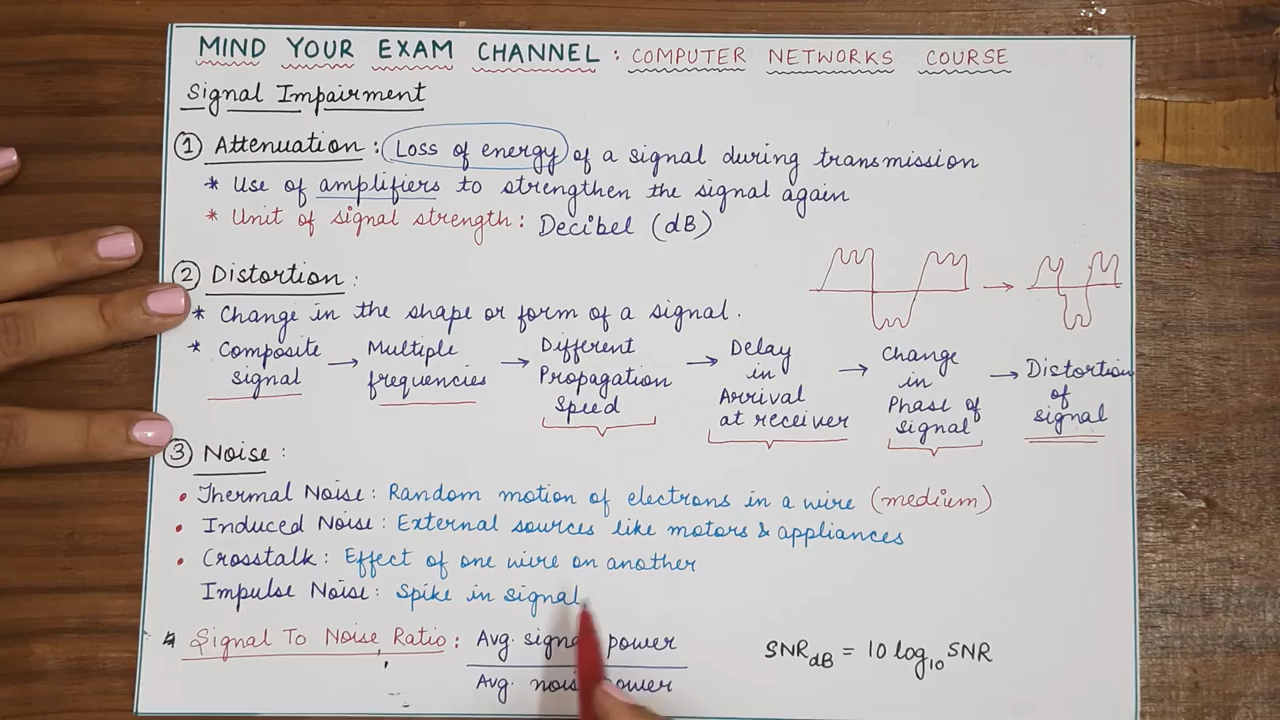 MIND YOUR EXAM CHANNEL : COMPUTER NETWORKS COURSE
Signal Impairment
① Attenuation : Loss of energy of a signal during transmission
* Use of amplifiers to strengthen the signal again
* Unit of signal strength : Decibel (dB)
② Distortion :
* Change in the shape or form of a signal.
* Composite signal → Multiple frequencies → Different Propagation Speed → Delay in Arrival at receiver → Change in Phase of signal → Distortion of signal
③ Noise :
• Thermal Noise : Random motion of electrons in a wire (medium)
• Induced Noise : External sources like motors & appliances
• Crosstalk : Effect of one wire on another
Impulse Noise : Spike in signal
* Signal To Noise Ratio : Avg. signal power
Avg. noise power
SNR dB = 10 log10 SNR